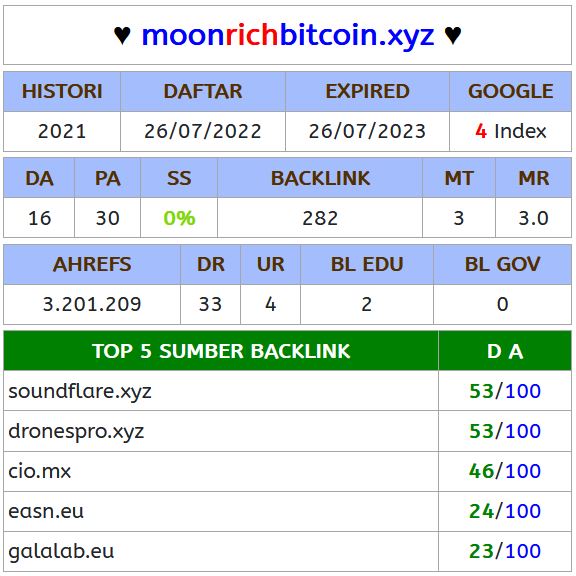 ♥ moonrichbitcoin.xyz ♥
HISTORI DAFTAR EXPIRED GOOGLE
2021 26/07/2022 26/07/2023 4 Index
DA PA SS BACKLINK MT MR
16 30 0% 282 3 3.0
AHREFS DR UR BL EDU BL GOV
3.201.209 33 4 2 0
TOP 5 SUMBER BACKLINK D A
soundflare.xyz 53/100
dronespro.xyz 53/100
cio.mx 46/100
easn.eu 24/100
galalab.eu 23/100